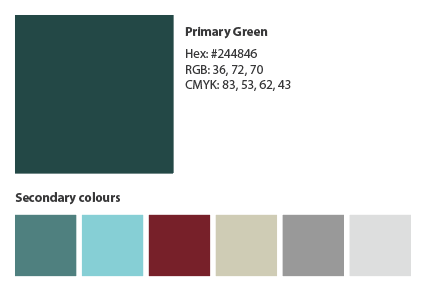 Primary Green
Hex: #244846
RGB: 36, 72, 70
CMYK: 83, 53, 62, 43
Secondary colours